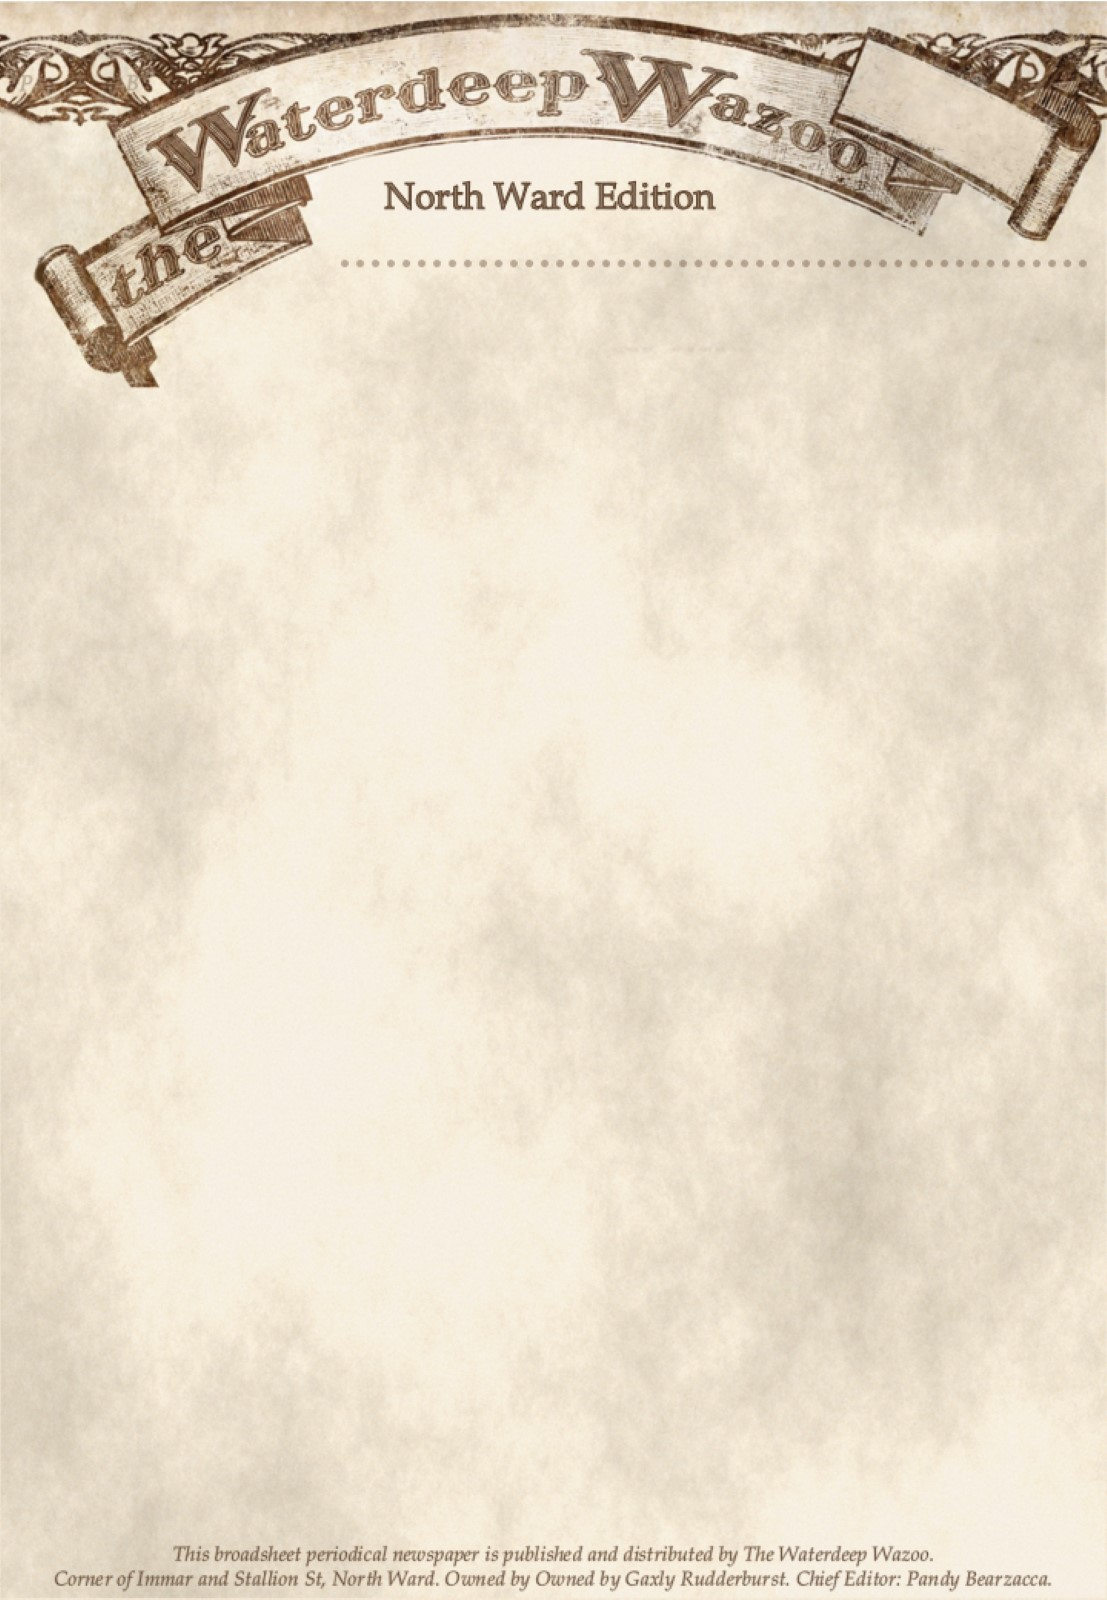 the Waterdeep Wazoo
North Ward Edition
This broadsheet periodical newspaper is published and distributed by The Waterdeep Wazoo.
Corner of Immar and Stallion St, North Ward. Owned by Owned by Gaxly Rudderburst. Chief Editor: Pandy Bearzacca.